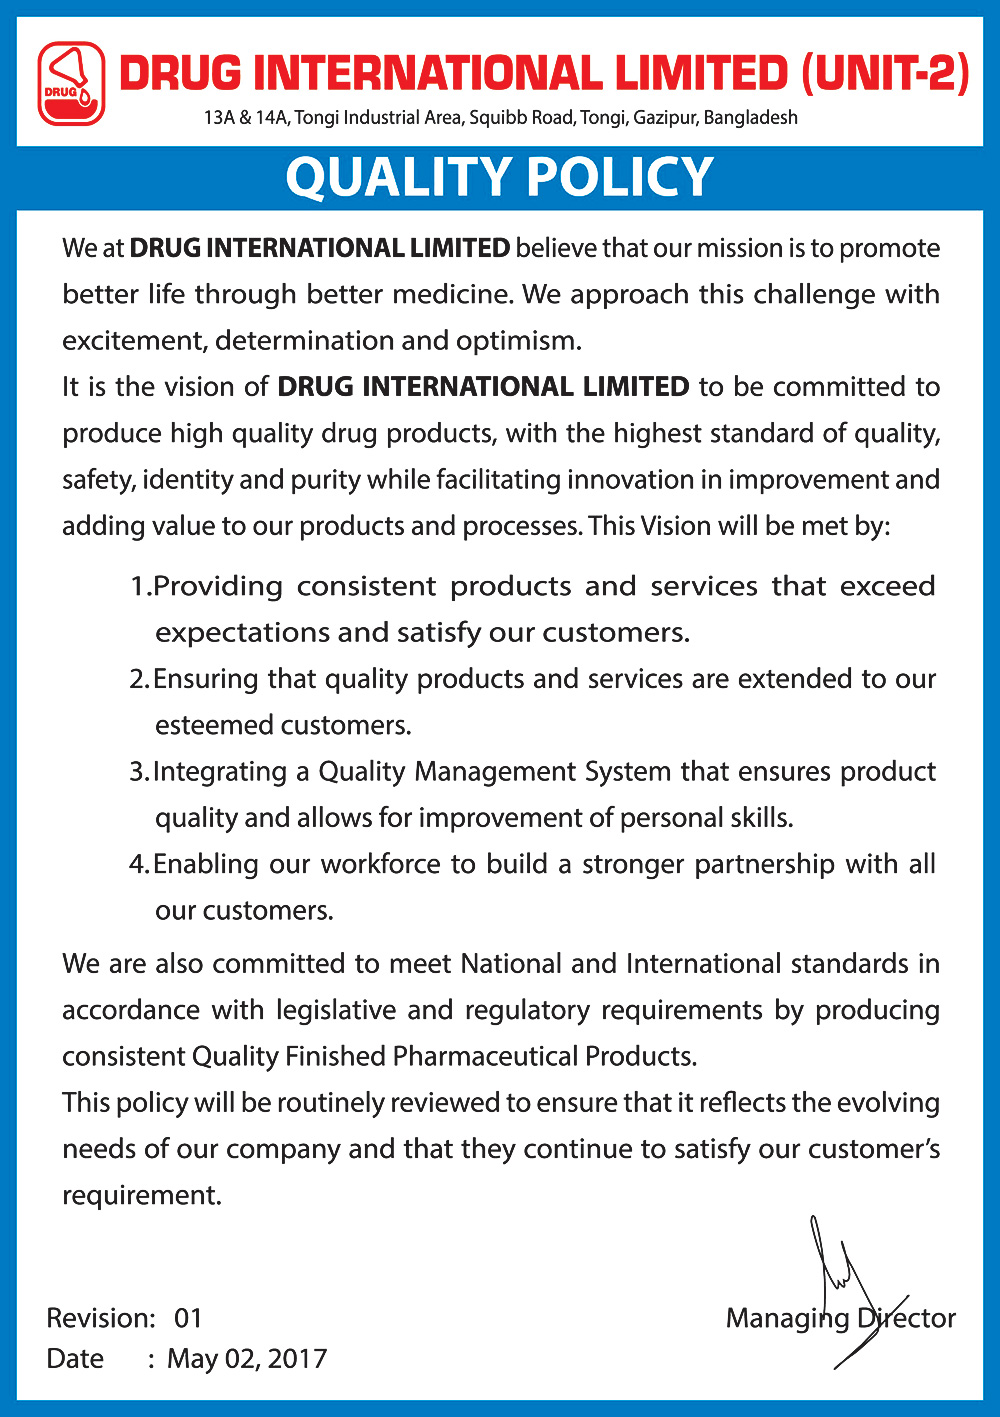 DRUG
DRUG INTERNATIONAL LIMITED (UNIT-2)
13A & 14A, Tongi Industrial Area, Squibb Road, Tongi, Gazipur, Bangladesh
QUALITY POLICY
We at DRUG INTERNATIONAL LIMITED believe that our mission is to promote
better life through better medicine. We approach this challenge with
excitement, determination and optimism.
It is the vision of DRUG INTERNATIONAL LIMITED to be committed to
produce high quality drug products, with the highest standard of quality,
safety, identity and purity while facilitating innovation in improvement and
adding value to our products and processes. This Vision will be met by:
1.Providing consistent products and services that exceed
expectations and satisfy our customers.
2.Ensuring that quality products and services are extended to our
esteemed customers.
3.Integrating a Quality Management System that ensures product
quality and allows for improvement of personal skills.
4.Enabling our workforce to build a stronger partnership with all
our customers.
We are also committed to meet National and International standards in
accordance with legislative and regulatory requirements by producing
consistent Quality Finished Pharmaceutical Products.
This policy will be routinely reviewed to ensure that it reflects the evolving
needs of our company and that they continue to satisfy our customer’s
requirement.
Revision: 01
Managing Director
Date : May 02, 2017